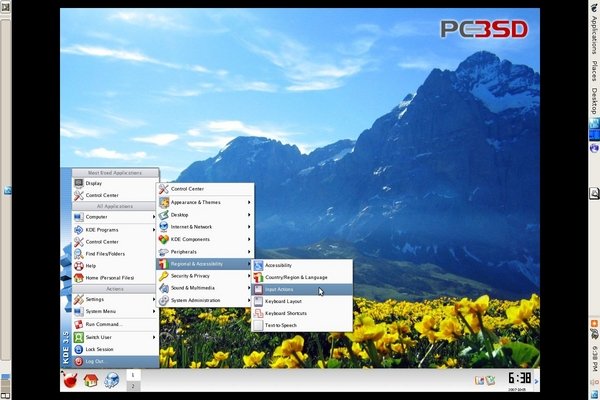 PCBSD
Applications
Places
Desktop
6:38 PM
Most Used Applications
Display
Control Center
All Applications
Computer
KDE Programs
Control Center
Find Files/Folders
Help
Home (Personal Files)
Actions
Settings
System Menu
Run Command...
Switch User
Lock Session
Log Out...
KDE 3.5
Control Center
Appearance & Themes
Desktop
Internet & Network
KDE Components
Peripherals
Regional & Accessibility
Security & Privacy
Sound & Multimedia
System Administration
Accessibility
Country/Region & Language
Input Actions
Keyboard Layout
Keyboard Shortcuts
Text-to-Speech
1
2
6:38